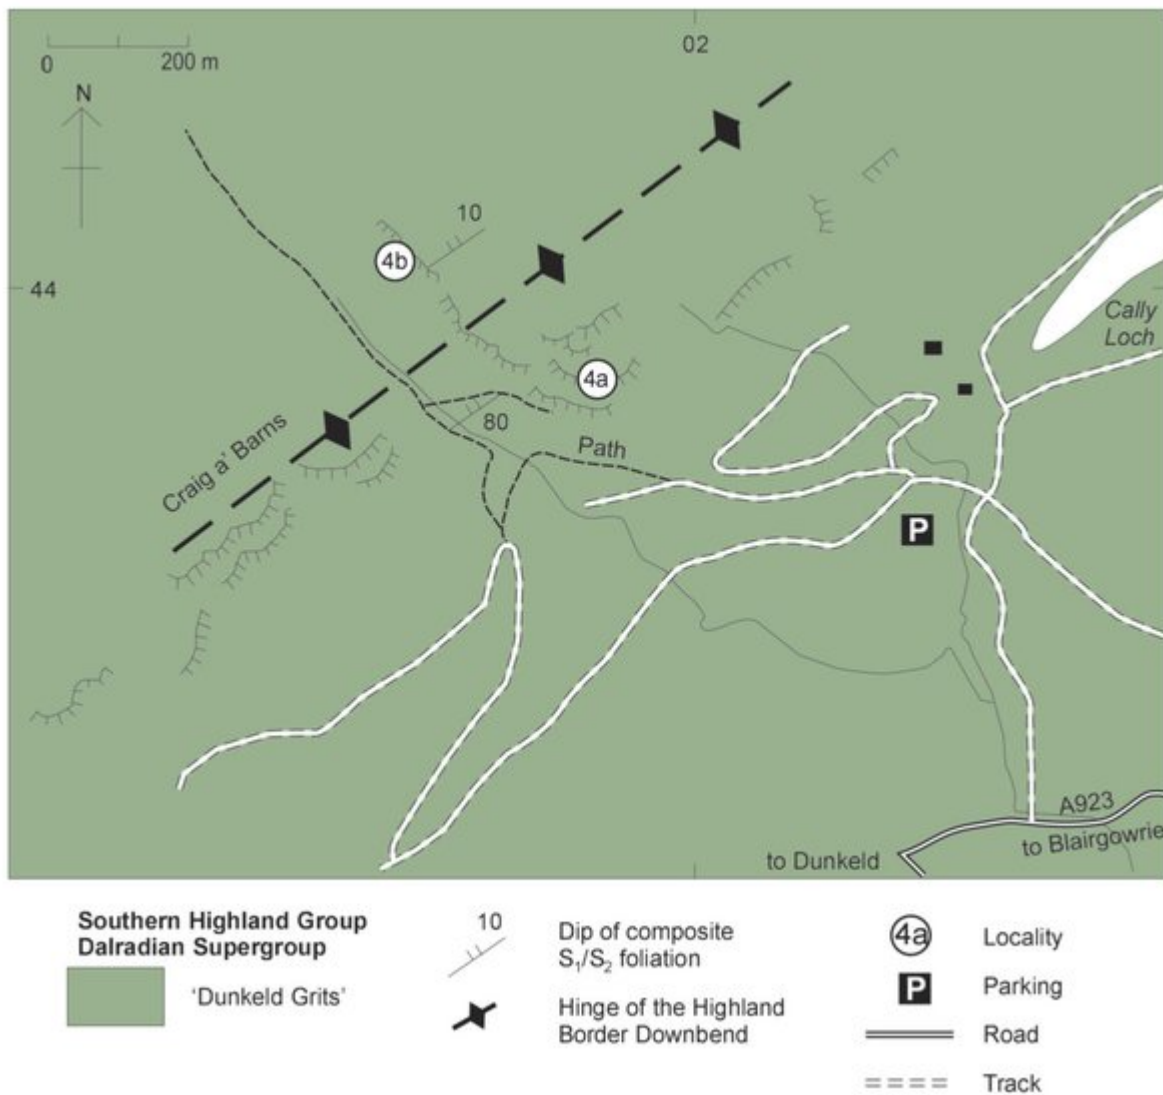 02
0 200 m
N
10
4b
44
Cally
Loch
4a
80
Craig a' Barns
Path
P
A923
to Blairgowrie
to Dunkeld
Southern Highland Group
Dalradian Supergroup
'Dunkeld Grits'
10
Dip of composite
S₁/S₂ foliation
Hinge of the Highland
Border Downbend
4a
Locality
P
Parking
Road
Track